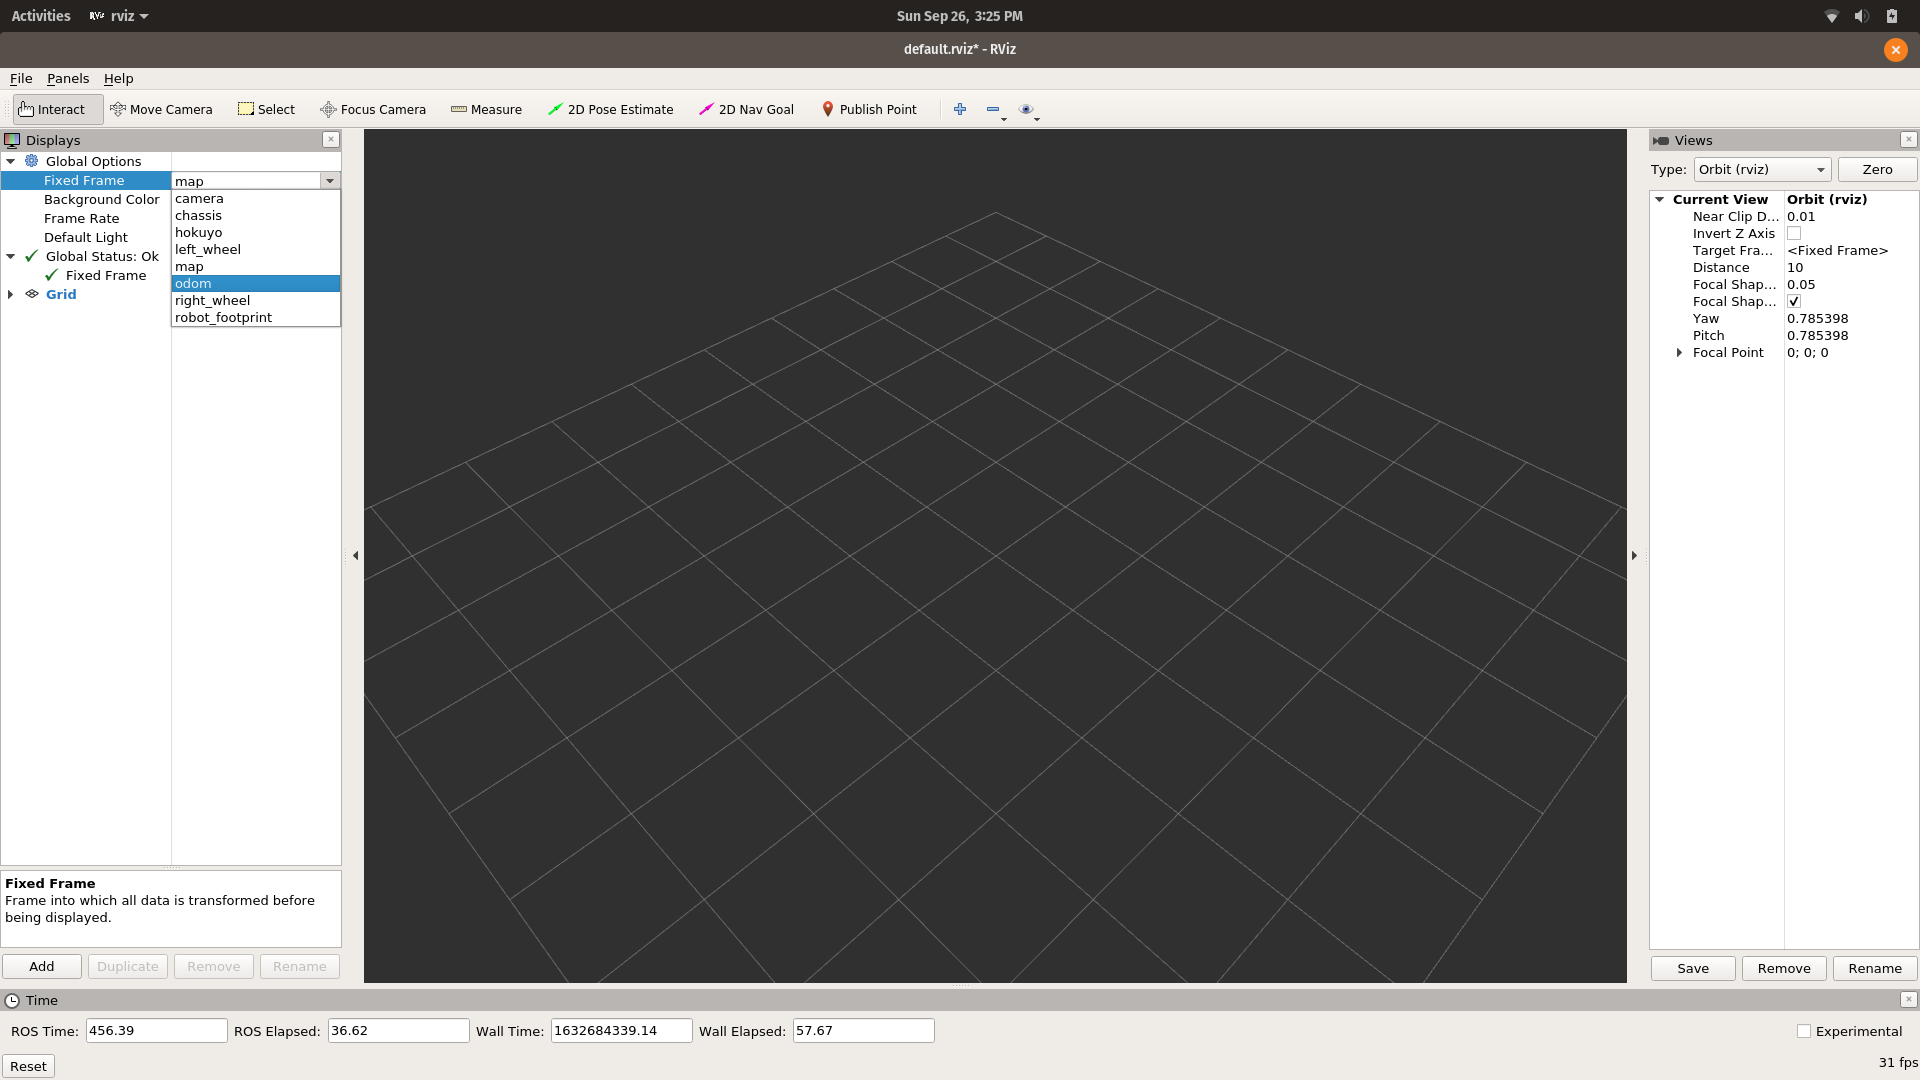 Activities RViz rviz Sun Sep 26, 3:25 PM
default.rviz* - RViz
File Panels Help
Interact Move Camera Select Focus Camera Measure 2D Pose Estimate 2D Nav Goal Publish Point
Displays
Global Options
Fixed Frame map
Background Color
Frame Rate
Default Light
Global Status: Ok
Fixed Frame
Grid
camera
chassis
hokuyo
left_wheel
map
odom
right_wheel
robot_footprint
Fixed Frame
Frame into which all data is transformed before
being displayed.
Add Duplicate Remove Rename
Views
Type: Orbit (rviz) Zero
Current View Orbit (rviz)
Near Clip D... 0.01
Invert Z Axis
Target Fra... <Fixed Frame>
Distance 10
Focal Shap... 0.05
Focal Shap...
Yaw 0.785398
Pitch 0.785398
Focal Point 0; 0; 0
Save Remove Rename
Time
ROS Time: 456.39 ROS Elapsed: 36.62 Wall Time: 1632684339.14 Wall Elapsed: 57.67 Experimental
Reset 31 fps